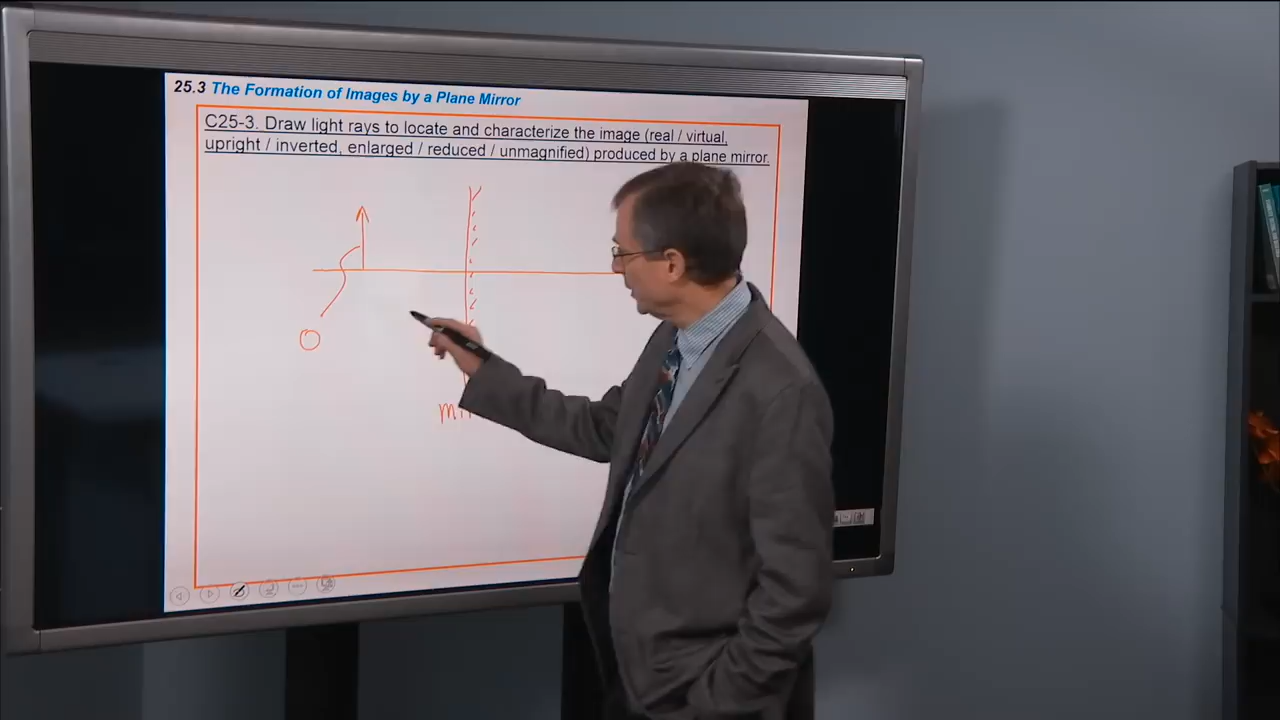 25.3 The Formation of Images by a Plane Mirror
C25-3. Draw light rays to locate and characterize the image (real / virtual,
upright / inverted, enlarged / reduced / unmagnified) produced by a plane mirror.
O